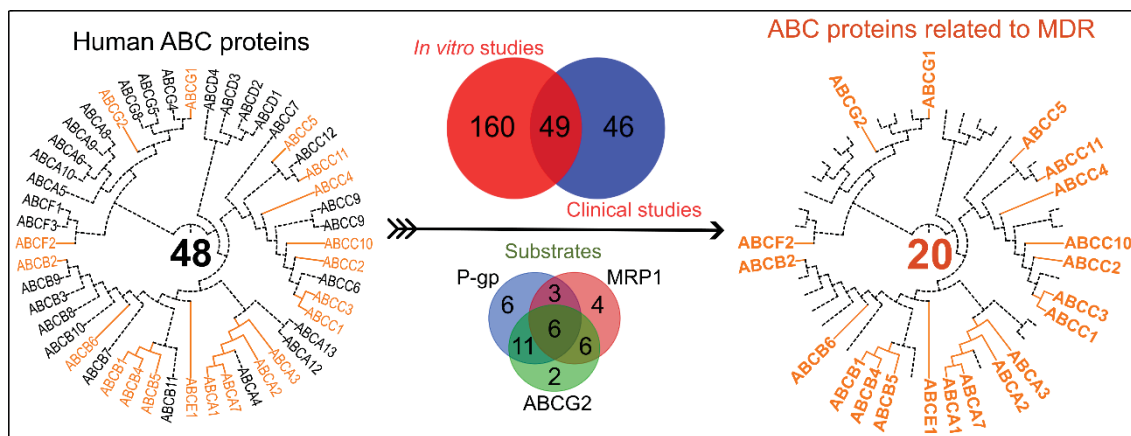 Human ABC proteins
ABCG1
ABCD4
ABCD3
ABCD2
ABCD1
ABCC7
ABCC5
ABCC12
ABCC11
ABCC4
ABCC9
ABCC9
ABCC10
ABCC2
ABCC6
ABCC3
ABCC1
ABCA13
ABCA12
ABCA3
ABCA2
ABCA4
ABCA7
ABCA1
ABCE1
ABCB11
ABCB5
ABCB4
ABCB1
ABCB7
ABCB6
ABCB10
ABCB8
ABCB3
ABCB9
ABCB2
ABCF2
ABCF3
ABCF1
ABCA5
ABCA10
ABCA6
ABCA9
ABCA8
ABCG2
ABCG8
ABCG5
ABCG4
48
In vitro studies
160 49 46
Clinical studies
Substrates
P-gp MRP1
6 3 4
6
11 6
2
ABCG2
ABC proteins related to MDR
ABCG1
ABCC5
ABCC11
ABCC4
ABCC10
ABCC2
ABCC3
ABCC1
ABCA3
ABCA2
ABCA7
ABCA1
ABCE1
ABCB5
ABCB4
ABCB1
ABCB6
ABCB2
ABCF2
ABCG2
20